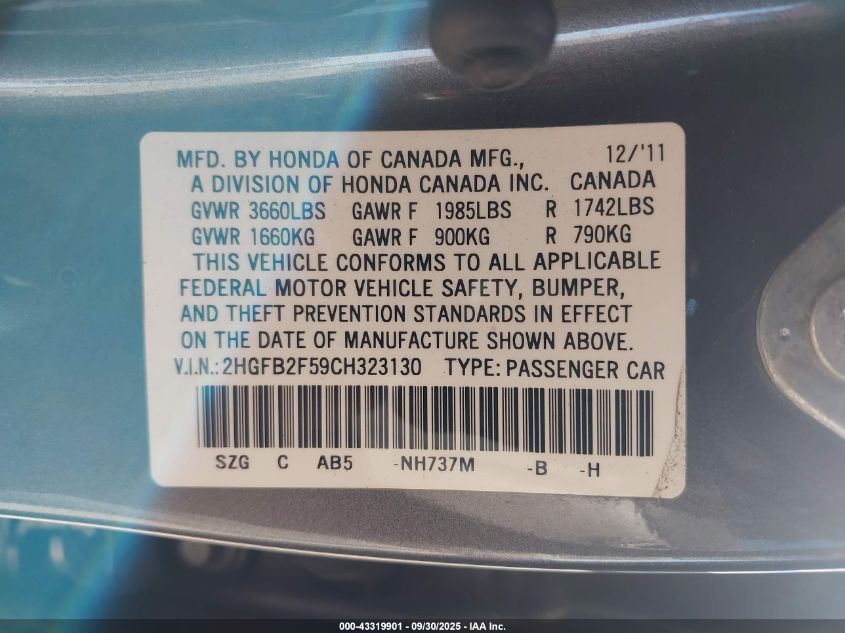 MFD. BY HONDA OF CANADA MFG., 12/'11
A DIVISION OF HONDA CANADA INC. CANADA
GVWR 3660LBS GAWR F 1985LBS R 1742LBS
GVWR 1660KG GAWR F 900KG R 790KG
THIS VEHICLE CONFORMS TO ALL APPLICABLE
FEDERAL MOTOR VEHICLE SAFETY, BUMPER,
AND THEFT PREVENTION STANDARDS IN EFFECT
ON THE DATE OF MANUFACTURE SHOWN ABOVE.
V.I.N.: 2HGFB2F59CH323130 TYPE: PASSENGER CAR
SZG C AB5 -NH737M -B -H
000-43319901 - 09/30/2025 - IAA Inc.